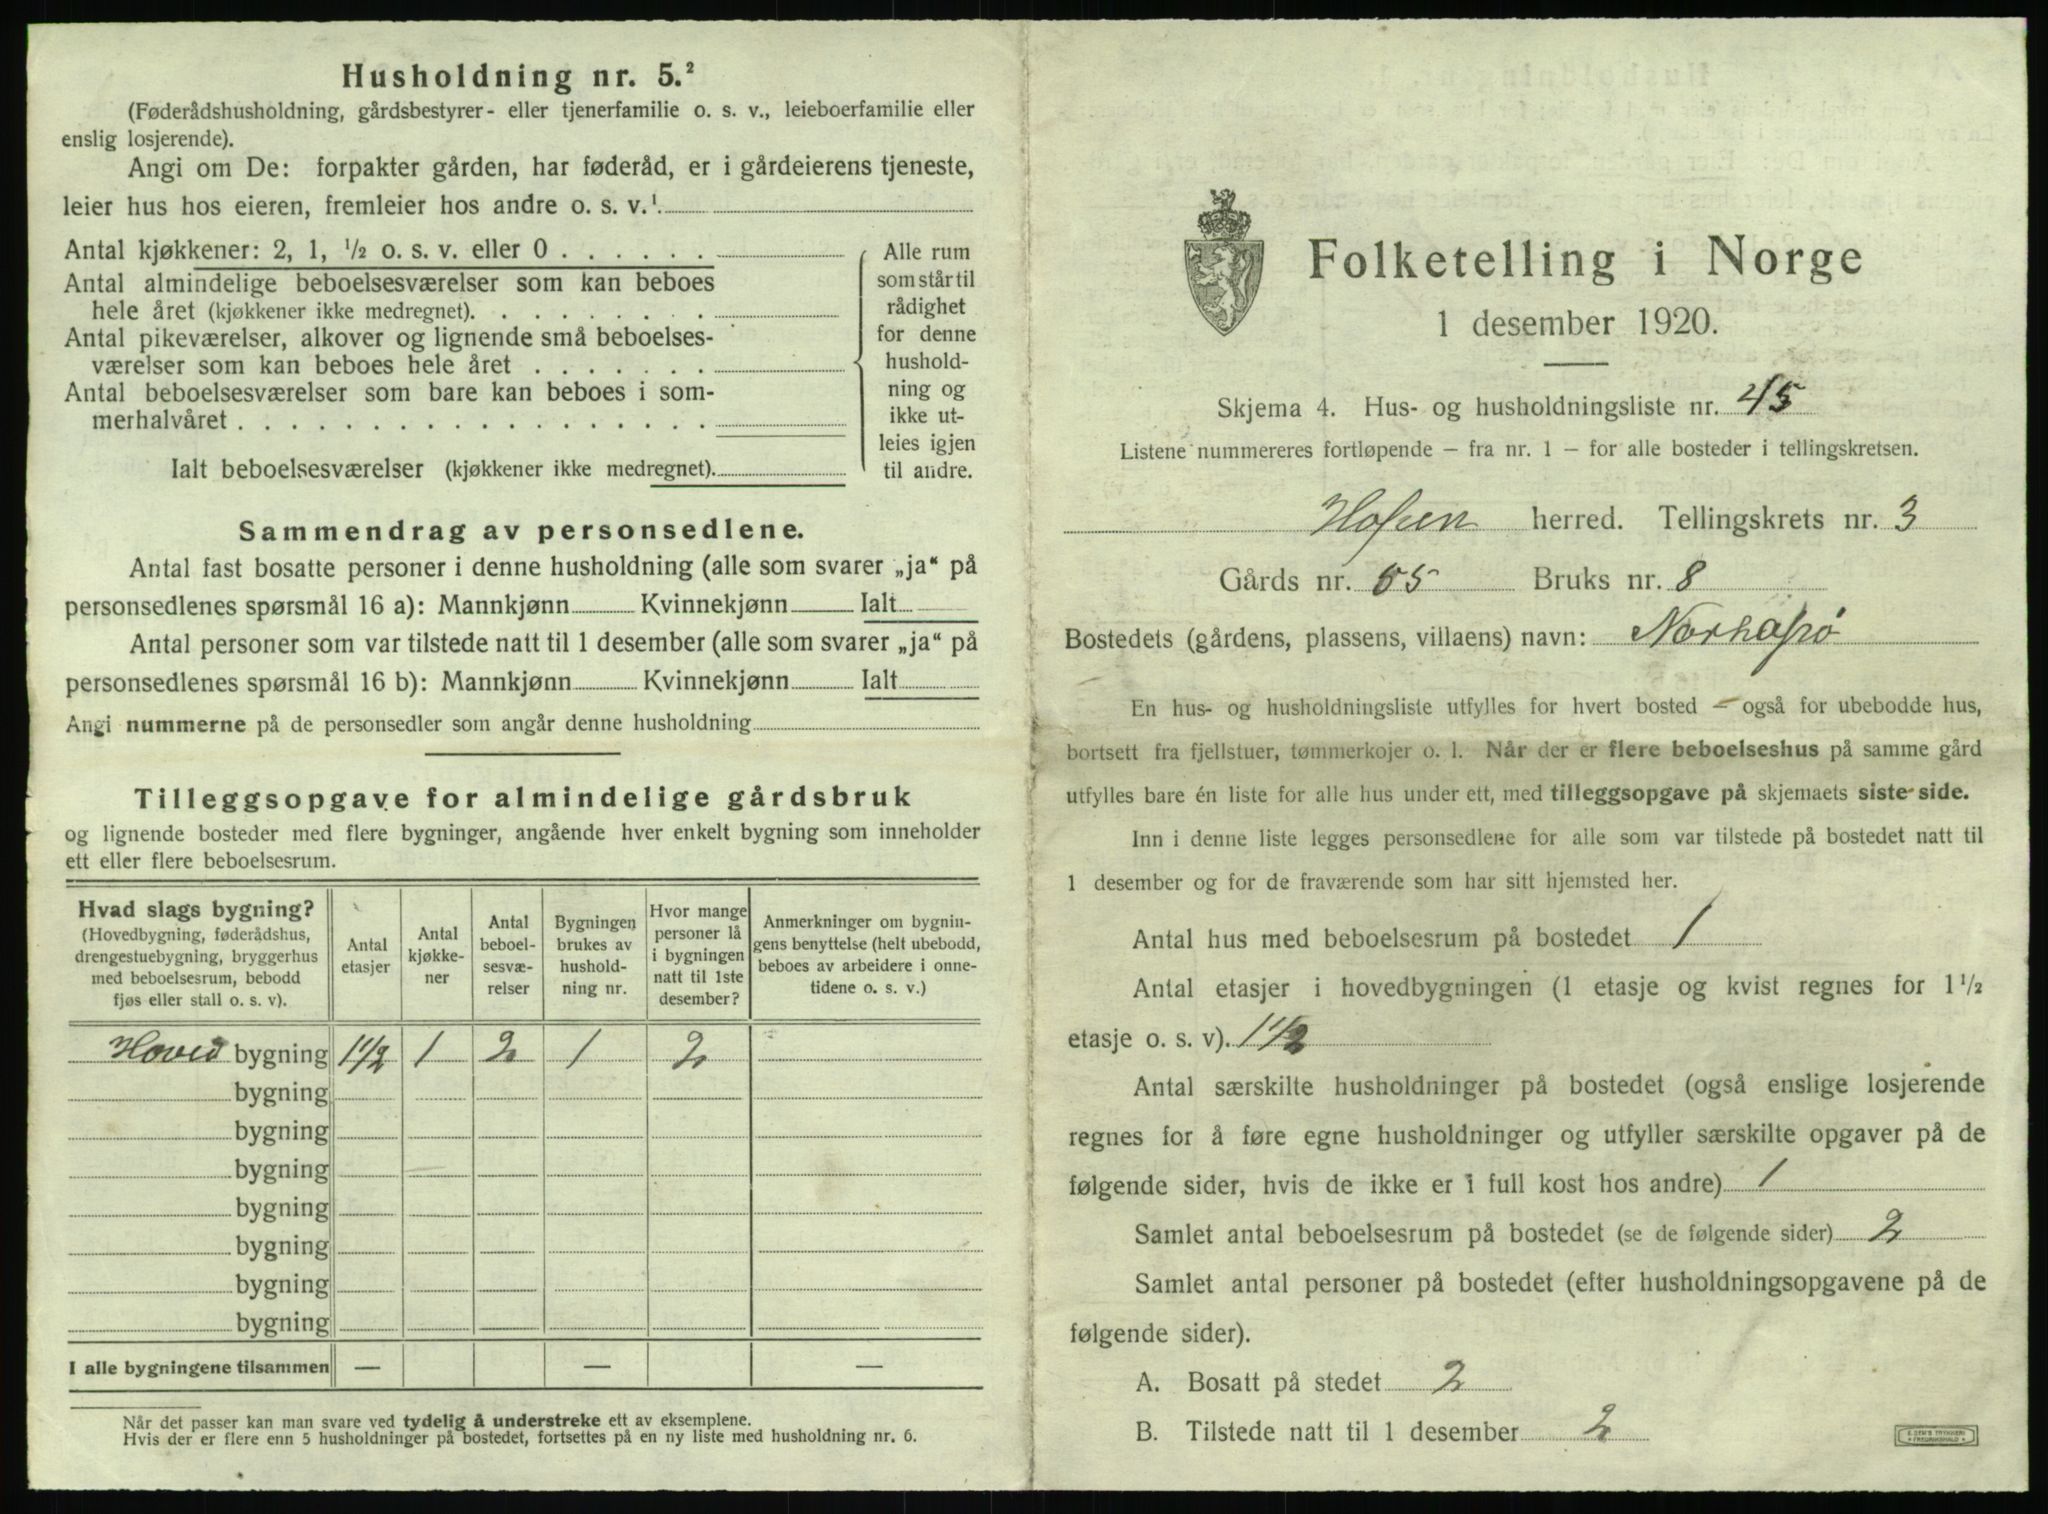 Husholdning nr. 5.²
(Føderådshusholdning, gårdsbestyrer- eller tjenerfamilie o. s. v., leieboerfamilie eller
enslig losjerende).
Angi om De: forpakter gården, har føderåd, er i gårdeierens tjeneste,
leier hus hos eieren, fremleier hos andre o. s. v.¹
Antal kjøkkener: 2, 1, ½ o. s. v. eller 0
Antal almindelige beboelsesværelser som kan beboes
hele året (kjøkkener ikke medregnet).
Antal pikeværelser, alkover og lignende små beboelses-
værelser som kan beboes hele året
Antal beboelsesværelser som bare kan beboes i som-
merhalvåret
Ialt beboelsesværelser (kjøkkener ikke medregnet).
Alle rum
som står til
rådighet
for denne
hushold-
ning og
ikke ut-
leies igjen
til andre.
Sammendrag av personsedlene.
Antal fast bosatte personer i denne husholdning (alle som svarer „ja“ på
personsedlenes spørsmål 16 a): Mannkjønn Kvinnekjønn Ialt
Antal personer som var tilstede natt til 1 desember (alle som svarer „ja“ på
personsedlenes spørsmål 16 b): Mannkjønn Kvinnekjønn Ialt
Angi nummerne på de personsedler som angår denne husholdning
Tilleggsopgave for almindelige gårdsbruk
og lignende bosteder med flere bygninger, angående hver enkelt bygning som inneholder
ett eller flere beboelsesrum.
Hvad slags bygning?
(Hovedbygning, føderådshus,
drengestuebygning, bryggerhus
med beboelsesrum, bebodd
fjøs eller stall o. s. v).
Antal
etasjer
Antal
kjøkke-
ner
Antal
beboel-
sesvæ-
relser
Bygningen
brukes av
hushold-
ning nr.
Hvor mange
personer lå
i bygningen
natt til 1ste
desember?
Anmerkninger om bygnin-
gens benyttelse (helt ubebodd,
beboes av arbeidere i onne-
tidene o. s. v.)
Hoved bygning 1½ 1 2 1 2
bygning
bygning
bygning
bygning
bygning
bygning
bygning
I alle bygningene tilsammen — — —
Når det passer kan man svare ved tydelig å understreke ett av eksemplene.
Hvis der er flere enn 5 husholdninger på bostedet, fortsettes på en ny liste med husholdning nr. 6.
Folketelling i Norge
1 desember 1920.
Skjema 4. Hus- og husholdningsliste nr. 45
Listene nummereres fortløpende – fra nr. 1 – for alle bosteder i tellingskretsen.
herred. Tellingskrets nr. 3
Gårds nr. 55 Bruks nr. 8
Bostedets (gårdens, plassens, villaens) navn:
En hus- og husholdningsliste utfylles for hvert bosted – også for ubebodde hus,
bortsett fra fjellstuer, tømmerkojer o. l. Når der er flere beboelseshus på samme gård
utfylles bare én liste for alle hus under ett, med tilleggsopgave på skjemaets siste side.
Inn i denne liste legges personsedlene for alle som var tilstede på bostedet natt til
1 desember og for de fraværende som har sitt hjemsted her.
Antal hus med beboelsesrum på bostedet 1
Antal etasjer i hovedbygningen (1 etasje og kvist regnes for 1½
etasje o. s. v). 1½
Antal særskilte husholdninger på bostedet (også enslige losjerende
regnes for å føre egne husholdninger og utfyller særskilte opgaver på de
følgende sider, hvis de ikke er i full kost hos andre) 1
Samlet antal beboelsesrum på bostedet (se de følgende sider) 2
Samlet antal personer på bostedet (efter husholdningsopgavene på de
følgende sider).
A. Bosatt på stedet 2
B. Tilstede natt til 1 desember 2